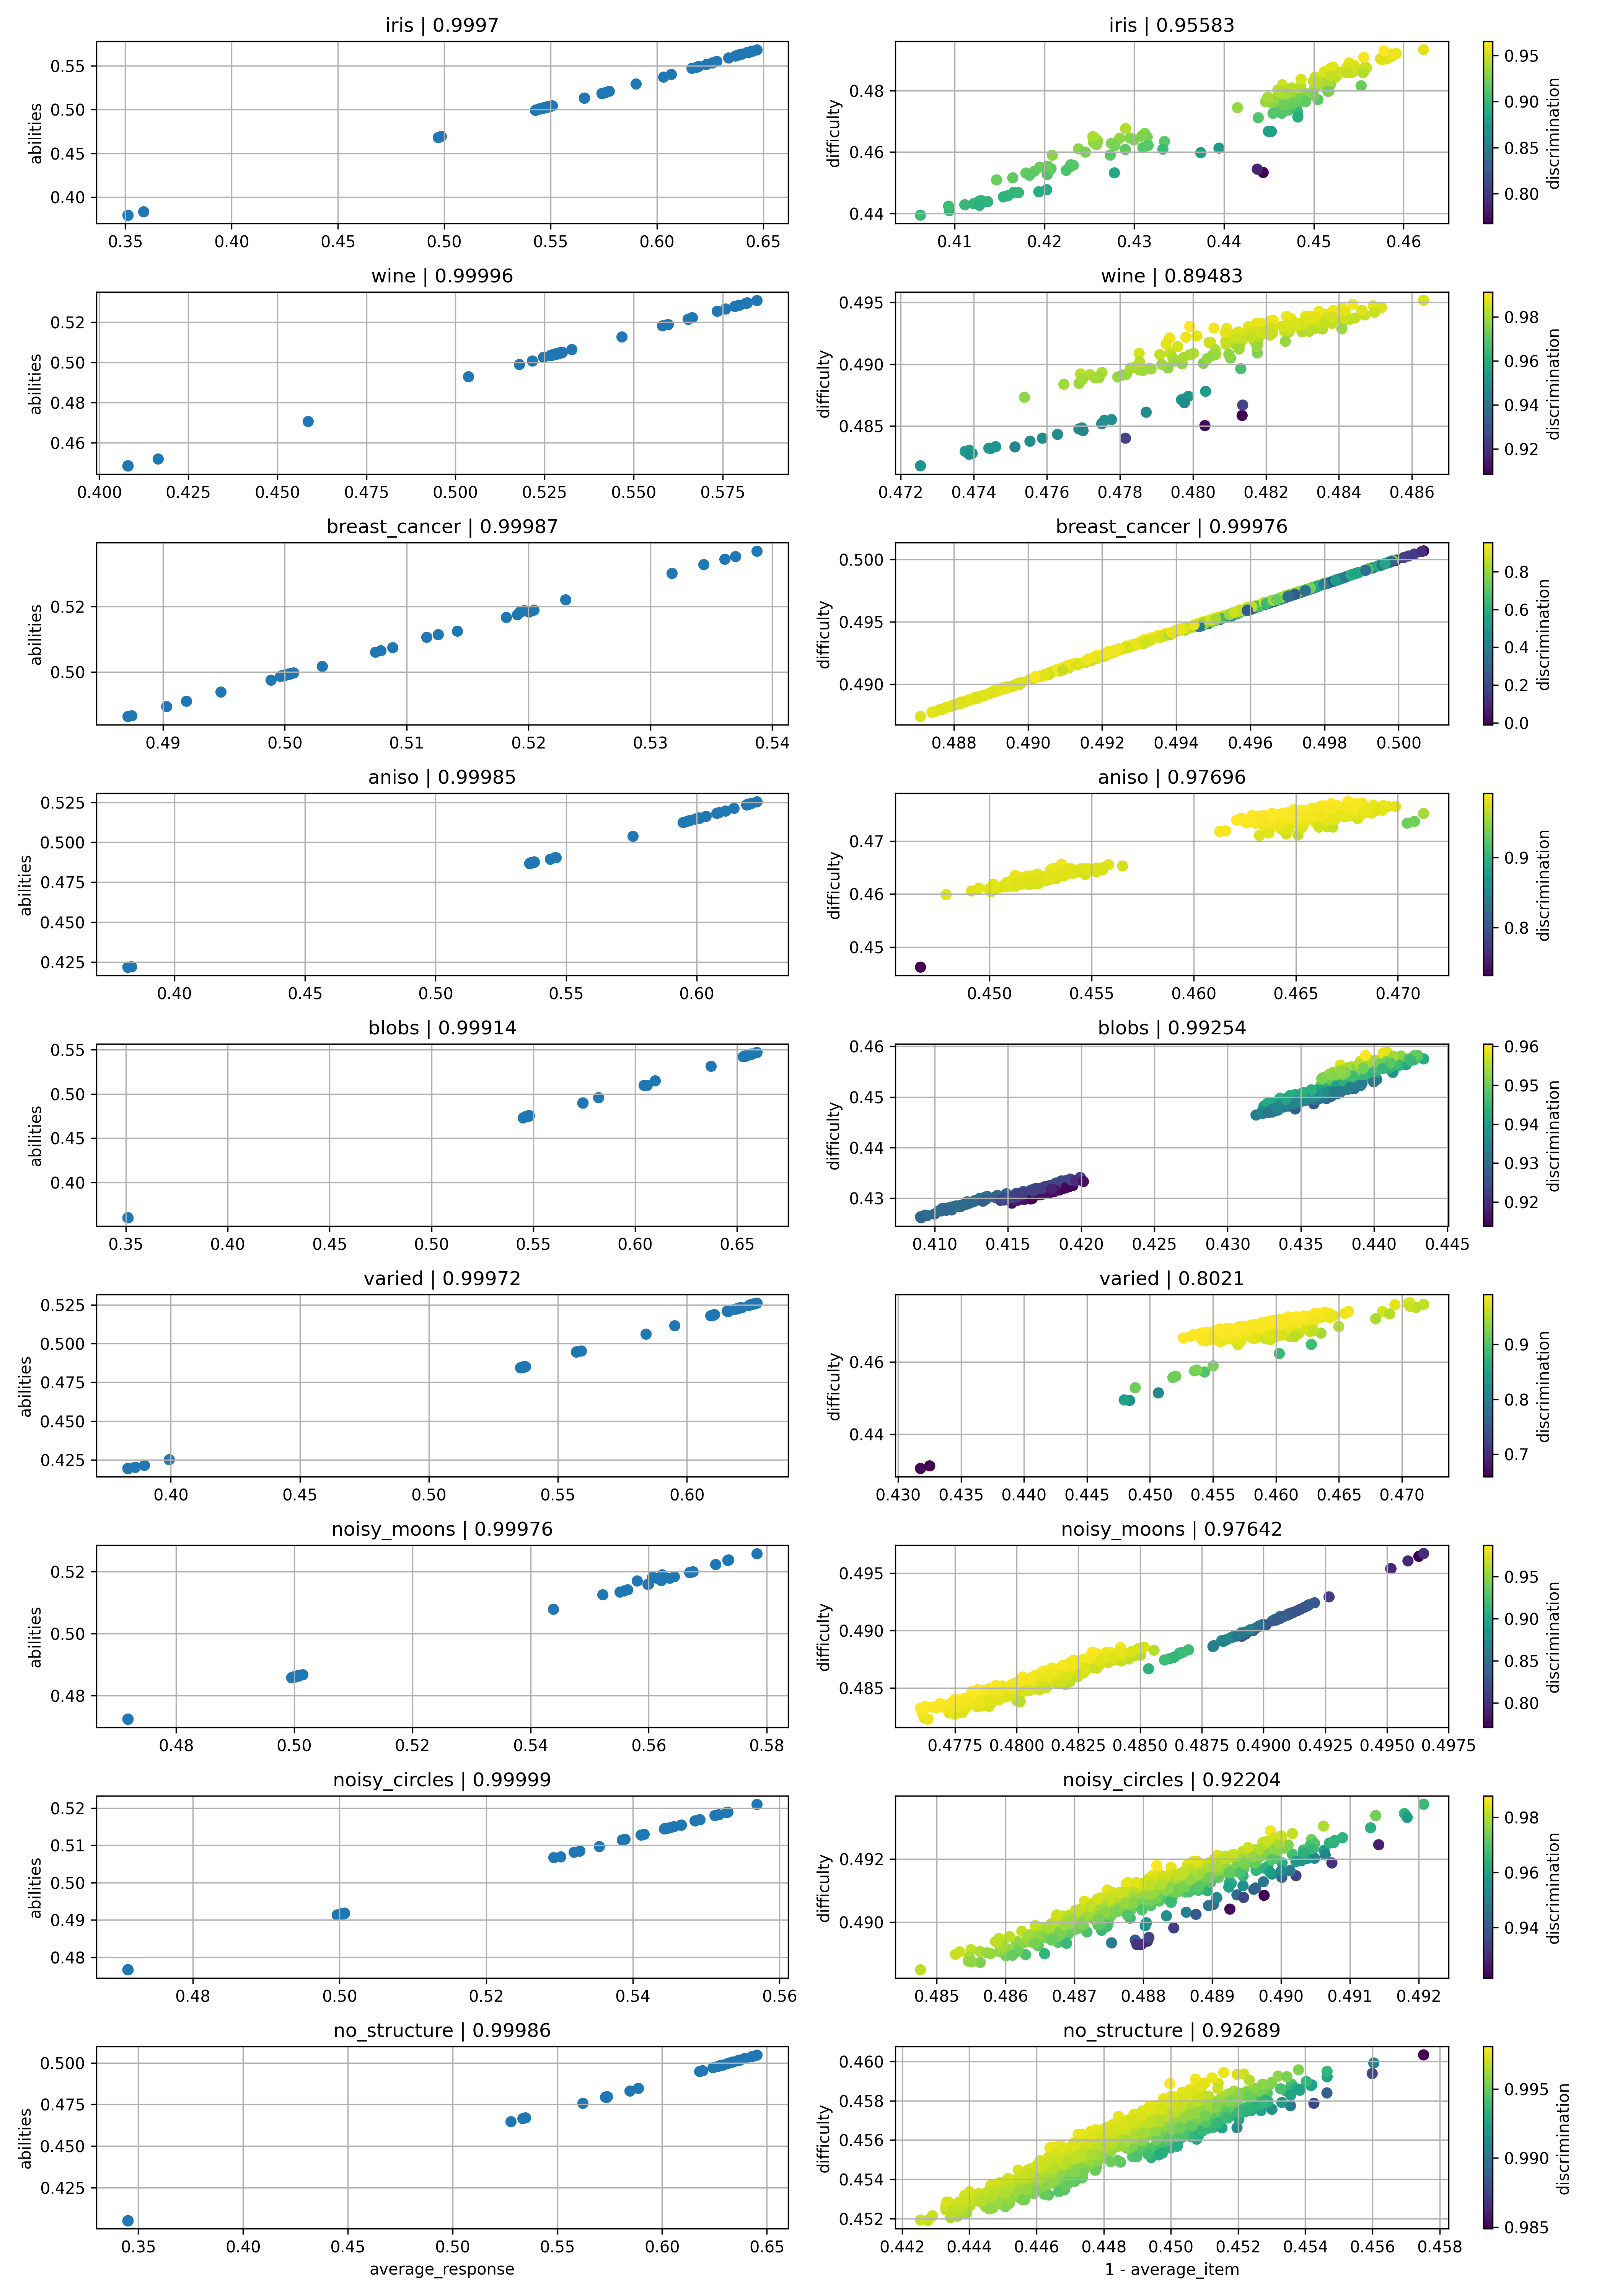 iris | 0.9997
abilities
0.55
0.50
0.45
0.40
0.35 0.40 0.45 0.50 0.55 0.60 0.65
iris | 0.95583
difficulty
0.48
0.46
0.44
0.41 0.42 0.43 0.44 0.45 0.46
0.95
0.90
0.85
0.80
discrimination
wine | 0.99996
abilities
0.52
0.50
0.48
0.46
0.400 0.425 0.450 0.475 0.500 0.525 0.550 0.575
wine | 0.89483
difficulty
0.495
0.490
0.485
0.472 0.474 0.476 0.478 0.480 0.482 0.484 0.486
0.98
0.96
0.94
0.92
discrimination
breast_cancer | 0.99987
abilities
0.52
0.50
0.49 0.50 0.51 0.52 0.53 0.54
breast_cancer | 0.99976
difficulty
0.500
0.495
0.490
0.488 0.490 0.492 0.494 0.496 0.498 0.500
0.8
0.6
0.4
0.2
0.0
discrimination
aniso | 0.99985
abilities
0.525
0.500
0.475
0.450
0.425
0.40 0.45 0.50 0.55 0.60
aniso | 0.97696
difficulty
0.47
0.46
0.45
0.450 0.455 0.460 0.465 0.470
0.9
0.8
discrimination
blobs | 0.99914
abilities
0.55
0.50
0.45
0.40
0.35 0.40 0.45 0.50 0.55 0.60 0.65
blobs | 0.99254
difficulty
0.46
0.45
0.44
0.43
0.410 0.415 0.420 0.425 0.430 0.435 0.440 0.445
0.96
0.95
0.94
0.93
0.92
discrimination
varied | 0.99972
abilities
0.525
0.500
0.475
0.450
0.425
0.40 0.45 0.50 0.55 0.60
varied | 0.8021
difficulty
0.46
0.44
0.430 0.435 0.440 0.445 0.450 0.455 0.460 0.465 0.470
0.9
0.8
0.7
discrimination
noisy_moons | 0.99976
abilities
0.52
0.50
0.48
0.48 0.50 0.52 0.54 0.56 0.58
noisy_moons | 0.97642
difficulty
0.495
0.490
0.485
0.4775 0.4800 0.4825 0.4850 0.4875 0.4900 0.4925 0.4950 0.4975
0.95
0.90
0.85
0.80
discrimination
noisy_circles | 0.99999
abilities
0.52
0.51
0.50
0.49
0.48
0.48 0.50 0.52 0.54 0.56
noisy_circles | 0.92204
difficulty
0.492
0.490
0.485 0.486 0.487 0.488 0.489 0.490 0.491 0.492
0.98
0.96
0.94
discrimination
no_structure | 0.99986
abilities
0.500
0.475
0.450
0.425
0.35 0.40 0.45 0.50 0.55 0.60 0.65
average_response
no_structure | 0.92689
difficulty
0.460
0.458
0.456
0.454
0.452
0.442 0.444 0.446 0.448 0.450 0.452 0.454 0.456 0.458
1 - average_item
0.995
0.990
0.985
discrimination